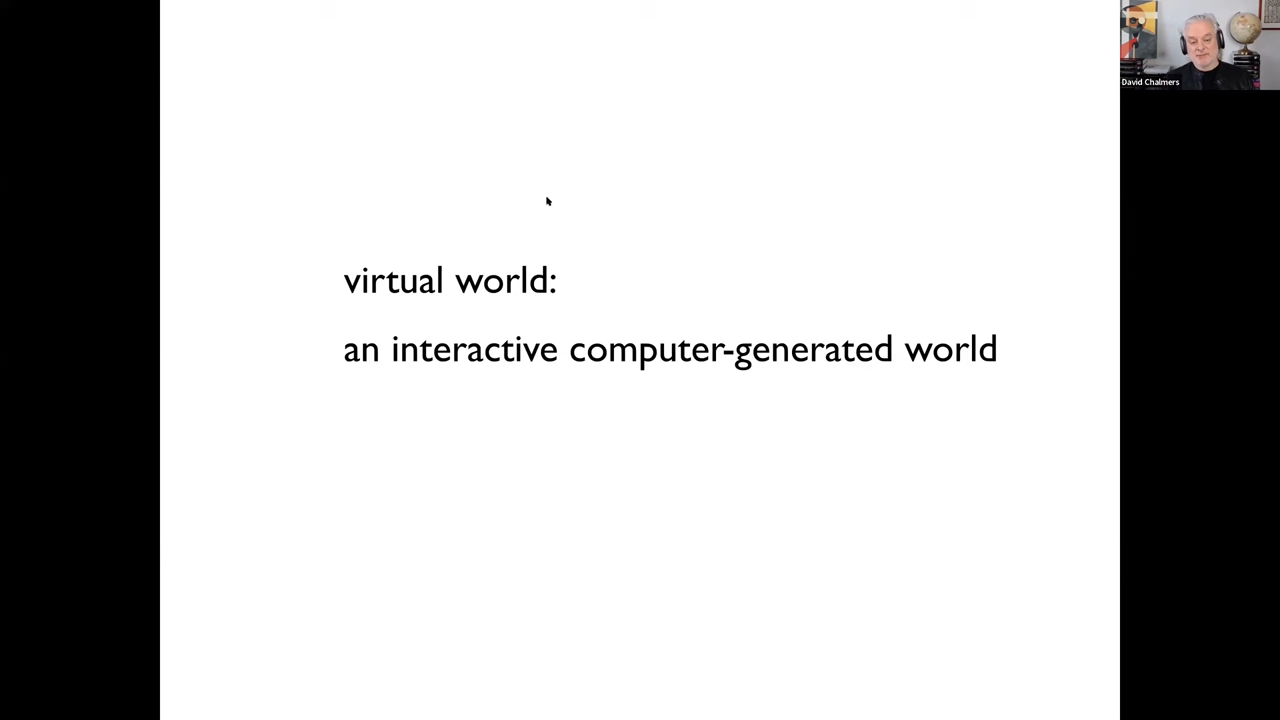 David Chalmers
virtual world:
an interactive computer-generated world